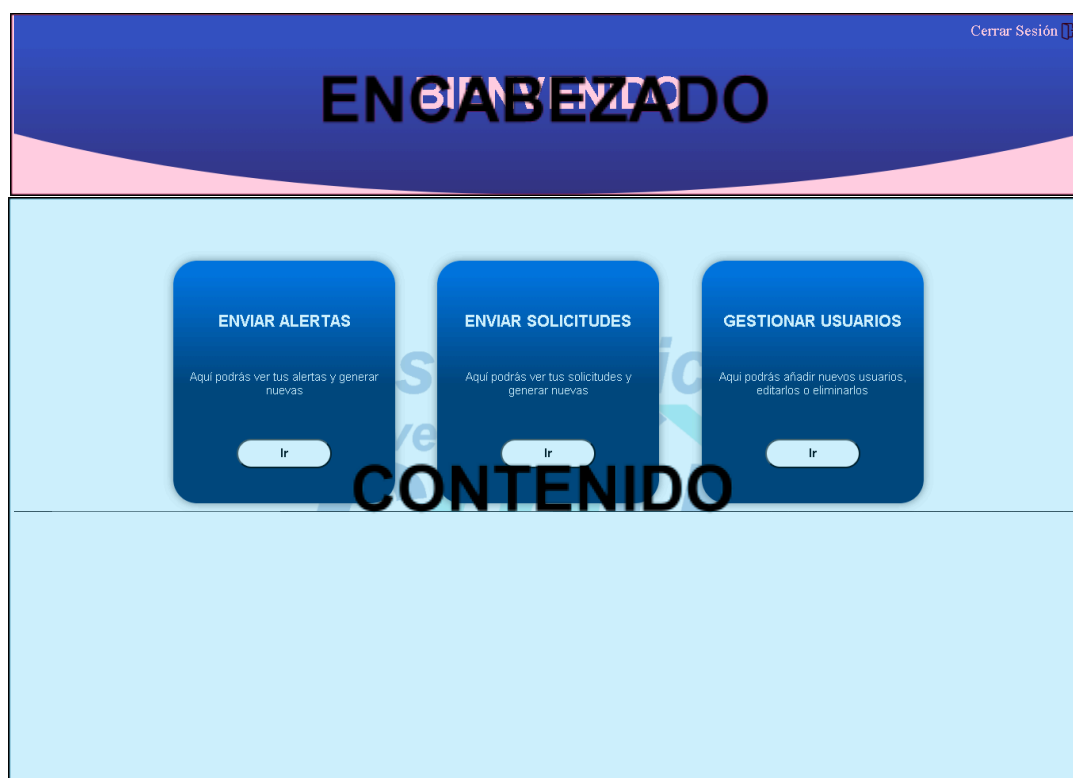 Cerrar Sesión
BIENVENIDO
ENCABEZADO
ENVIAR ALERTAS
ENVIAR SOLICITUDES
GESTIONAR USUARIOS
Aquí podrás ver tus alertas y generar
nuevas
Aquí podrás ver tus solicitudes y
generar nuevas
Aqui podrás añadir nuevos usuarios,
editarlos o eliminarlos
Ir
Ir
Ir
CONTENIDO